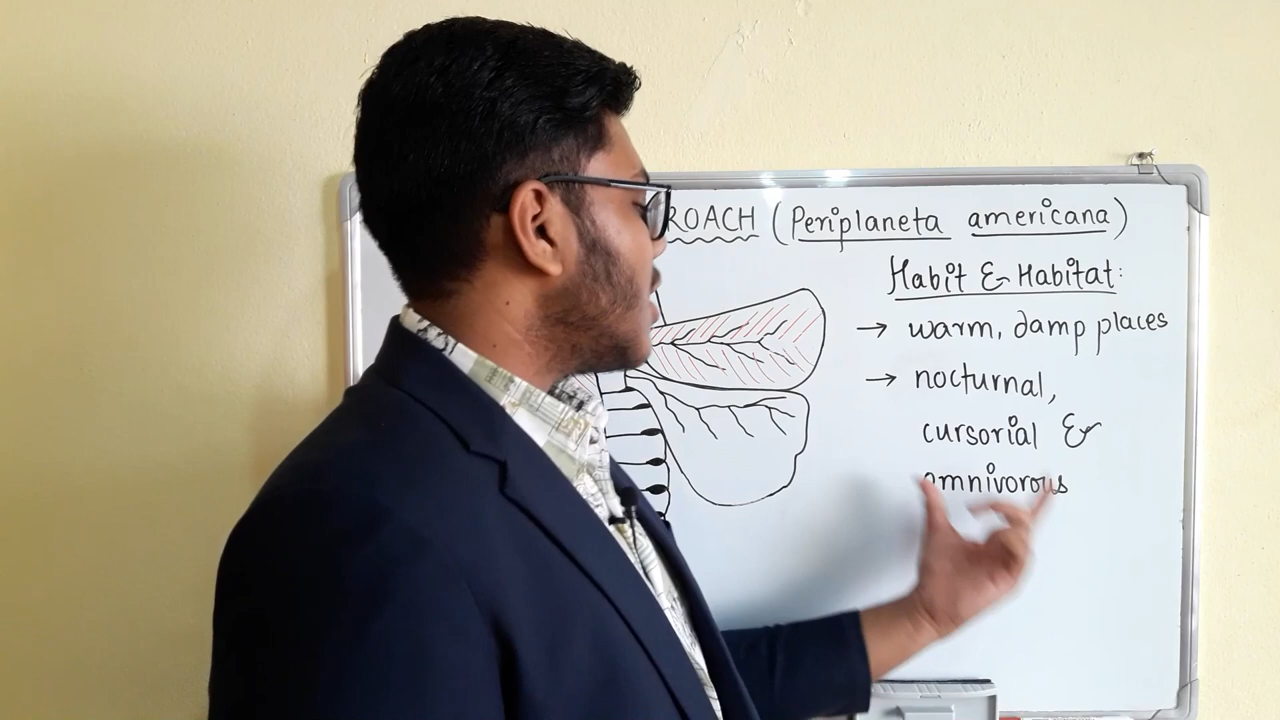 ROACH (Periplaneta americana)
Habit & Habitat:
→ warm, damp places
→ nocturnal,
cursorial &
omnivorous